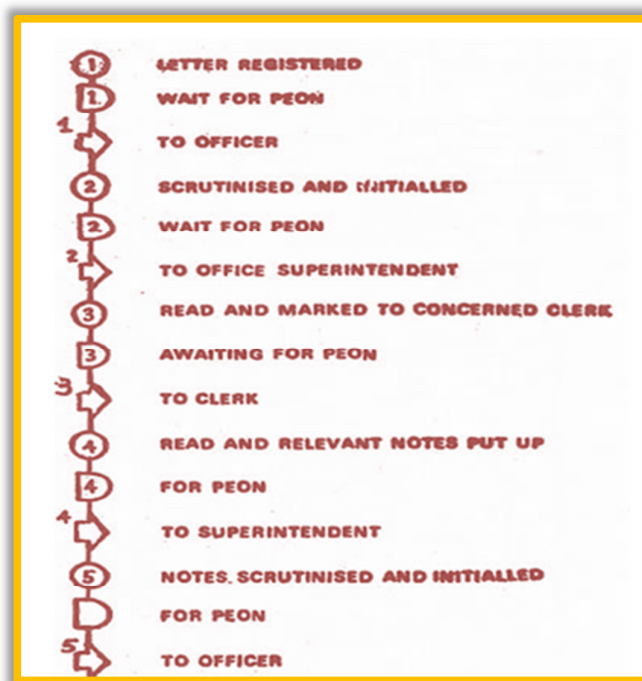 1 LETTER REGISTERED
1 WAIT FOR PEON
1 TO OFFICER
2 SCRUTINISED AND INITIALLED
2 WAIT FOR PEON
2 TO OFFICE SUPERINTENDENT
3 READ AND MARKED TO CONCERNED CLERK
3 AWAITING FOR PEON
3 TO CLERK
4 READ AND RELEVANT NOTES PUT UP
4 FOR PEON
4 TO SUPERINTENDENT
5 NOTES. SCRUTINISED AND INITIALLED
FOR PEON
5 TO OFFICER